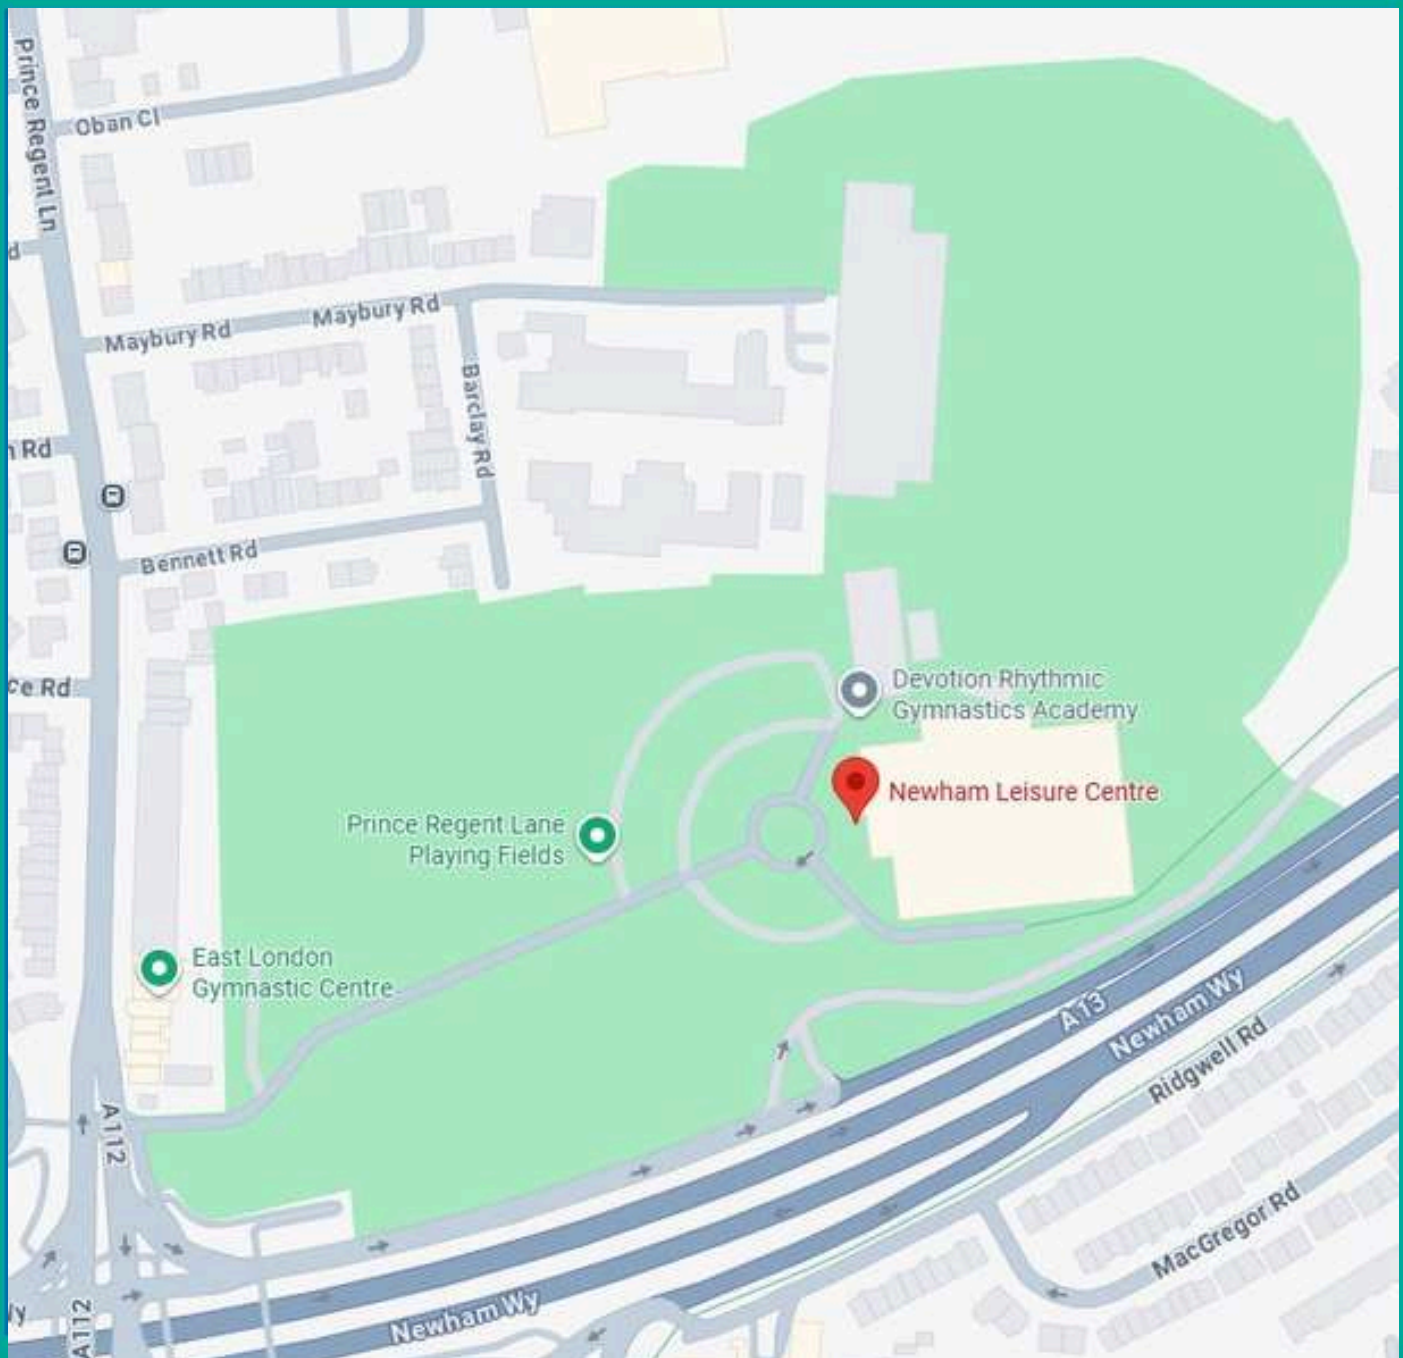 Prince Regent Ln
Oban Cl
Maybury Rd
Maybury Rd
Barclay Rd
Rd
Bennett Rd
Rd
Devotion Rhythmic
Gymnastics Academy
Newham Leisure Centre
Prince Regent Lane
Playing Fields
East London
Gymnastic Centre
A13
Newham Wy
Ridgwell Rd
A112
MacGregor Rd
A112
Newham Wy